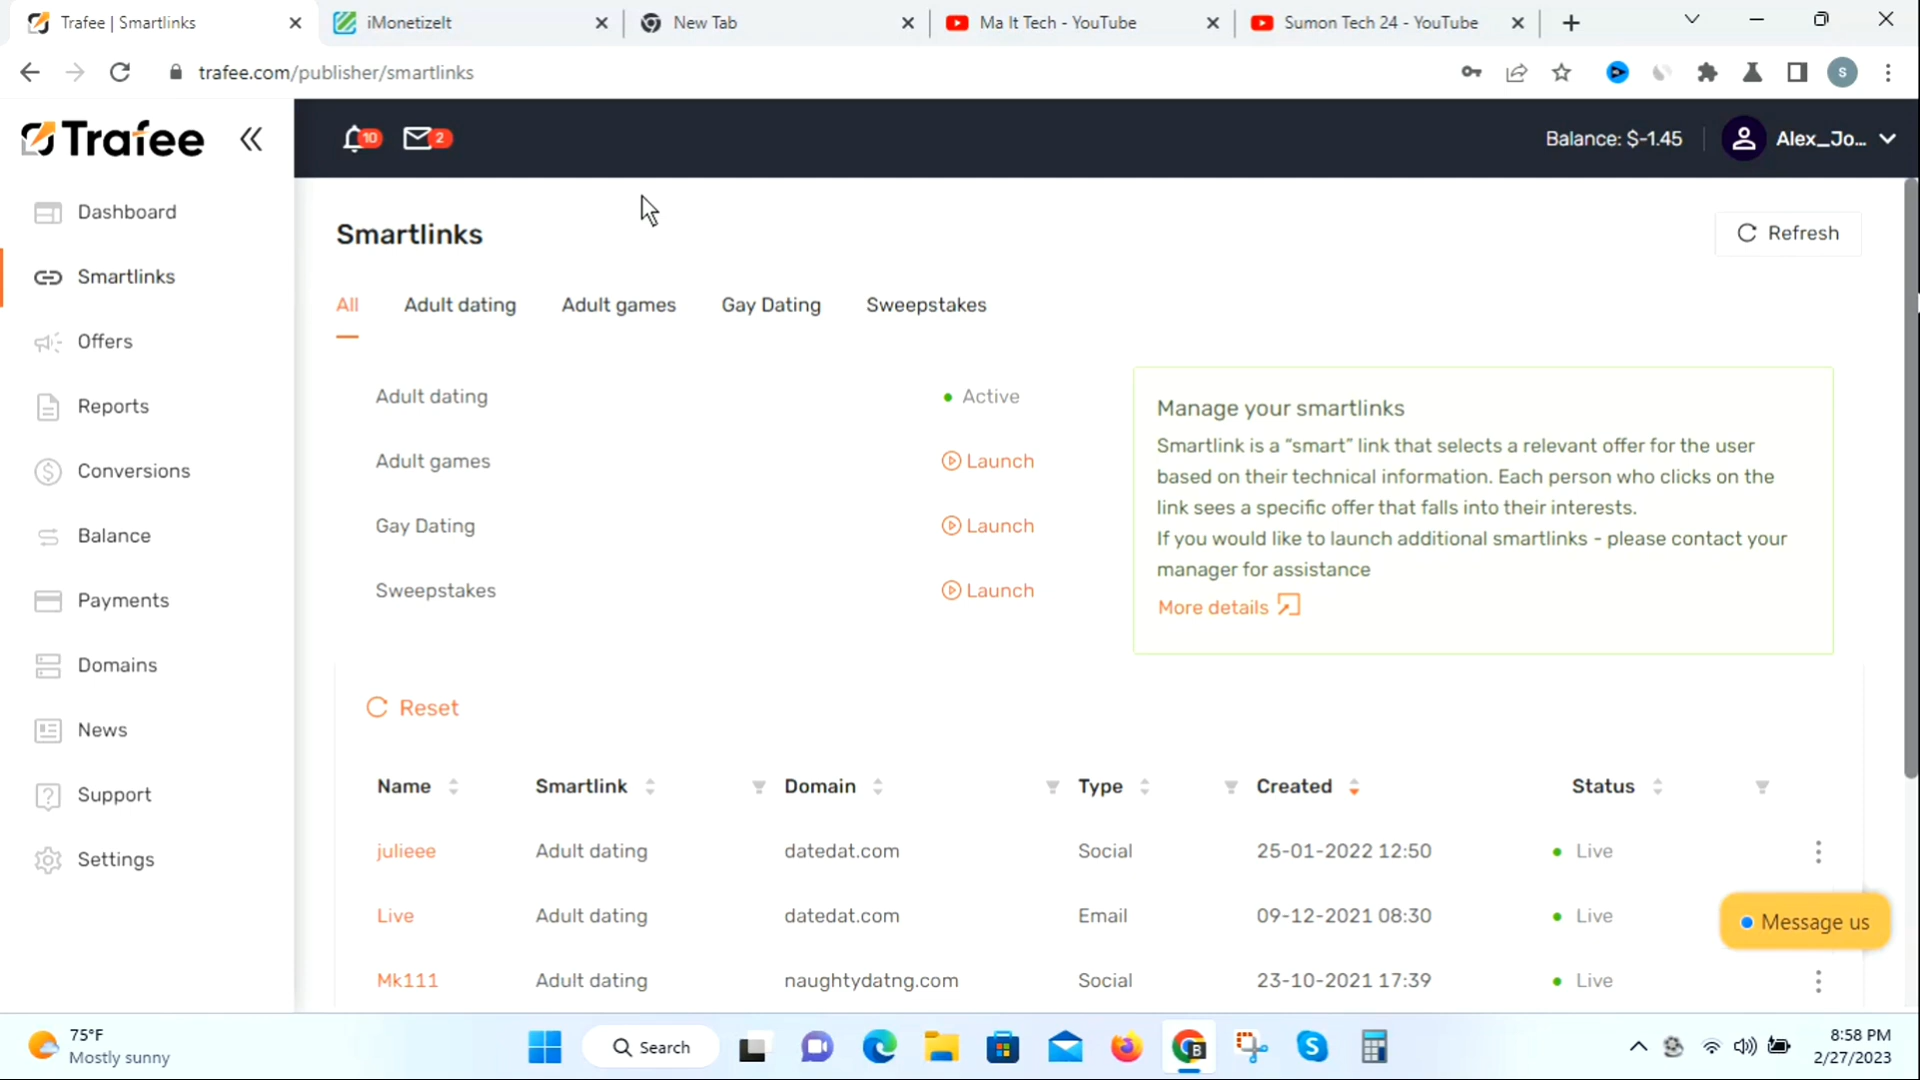 Trafee | Smartlinks
iMonetizeIt
New Tab
Ma It Tech - YouTube
Sumon Tech 24 - YouTube
trafee.com/publisher/smartlinks
S
Trafee
10
2
Balance: $-1.45
Alex_Jo...
Dashboard
Smartlinks
Offers
Reports
Conversions
Balance
Payments
Domains
News
Support
Settings
Smartlinks
Refresh
All Adult dating Adult games Gay Dating Sweepstakes
Adult dating Active
Adult games Launch
Gay Dating Launch
Sweepstakes Launch
Manage your smartlinks
Smartlink is a “smart” link that selects a relevant offer for the user
based on their technical information. Each person who clicks on the
link sees a specific offer that falls into their interests.
If you would like to launch additional smartlinks - please contact your
manager for assistance
More details
Reset
Name Smartlink Domain Type Created Status
julieee Adult dating datedat.com Social 25-01-2022 12:50 Live
Live Adult dating datedat.com Email 09-12-2021 08:30 Live
Mk111 Adult dating naughtydatng.com Social 23-10-2021 17:39 Live
Message us
75°F
Mostly sunny
Search
8:58 PM
2/27/2023